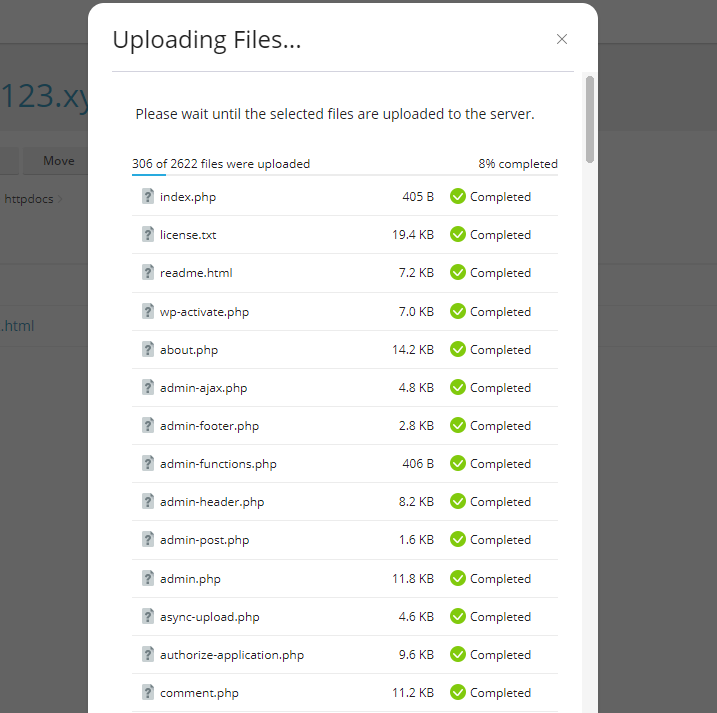 Uploading Files...
123.xy
Move
httpdocs
.html
Please wait until the selected files are uploaded to the server.
306 of 2622 files were uploaded 8% completed
index.php 405 B Completed
license.txt 19.4 KB Completed
readme.html 7.2 KB Completed
wp-activate.php 7.0 KB Completed
about.php 14.2 KB Completed
admin-ajax.php 4.8 KB Completed
admin-footer.php 2.8 KB Completed
admin-functions.php 406 B Completed
admin-header.php 8.2 KB Completed
admin-post.php 1.6 KB Completed
admin.php 11.8 KB Completed
async-upload.php 4.6 KB Completed
authorize-application.php 9.6 KB Completed
comment.php 11.2 KB Completed